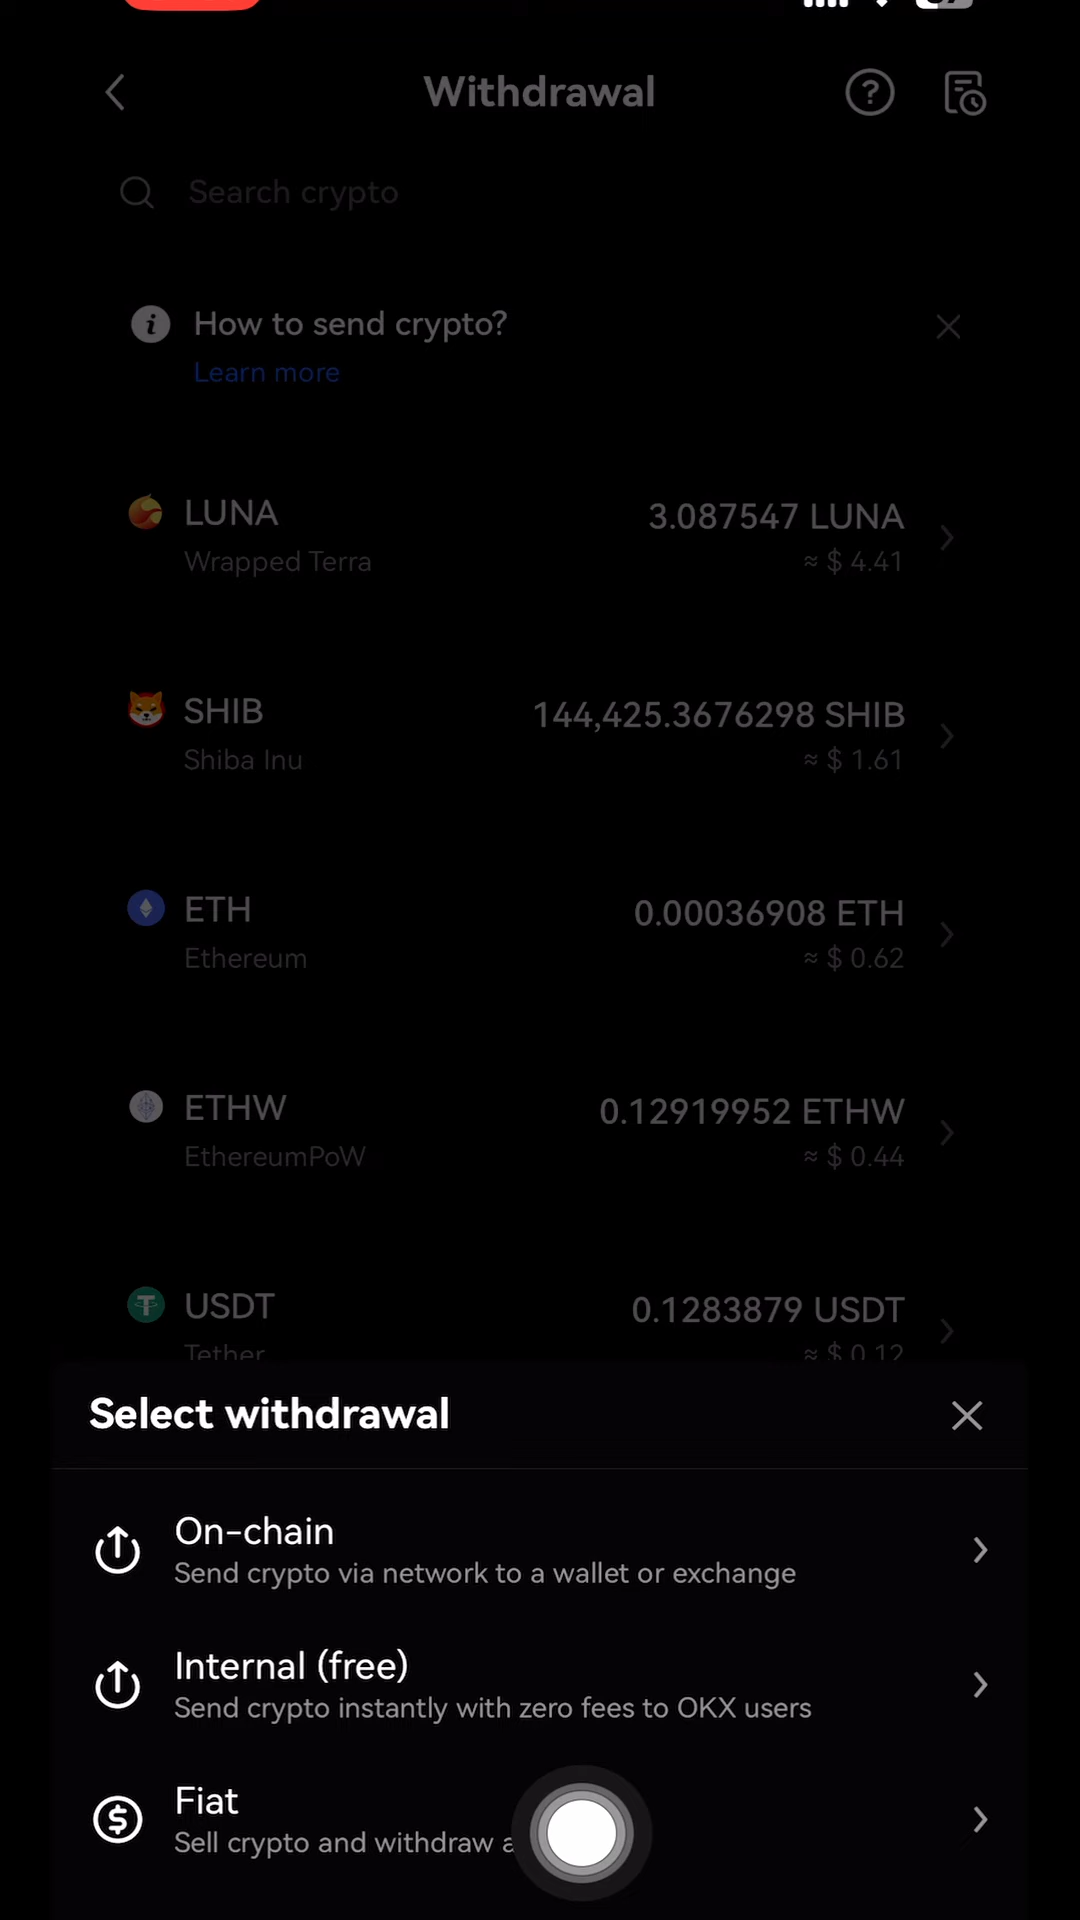 Withdrawal
Search crypto
How to send crypto?
Learn more
LUNA
3.087547 LUNA
Wrapped Terra
≈ $ 4.41
SHIB
144,425.3676298 SHIB
Shiba Inu
≈ $ 1.61
ETH
0.00036908 ETH
Ethereum
≈ $ 0.62
ETHW
0.12919952 ETHW
EthereumPoW
≈ $ 0.44
USDT
0.1283879 USDT
Tether
≈ $ 0.12
Select withdrawal
On-chain
Send crypto via network to a wallet or exchange
Internal (free)
Send crypto instantly with zero fees to OKX users
Fiat
Sell crypto and withdraw